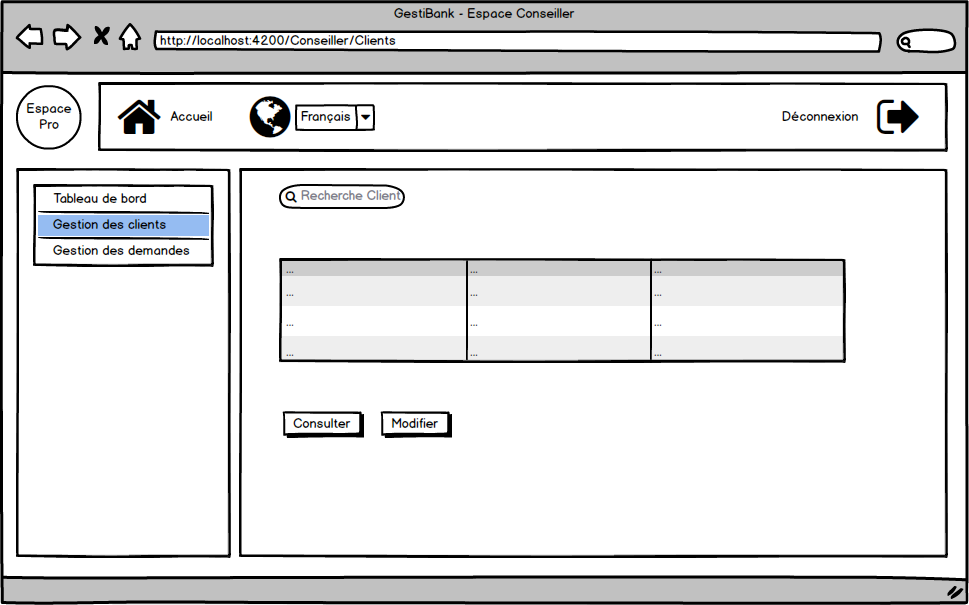 GestiBank - Espace Conseiller
http://localhost:4200/Conseiller/Clients
Espace
Pro
Accueil
Français
Déconnexion
Tableau de bord
Gestion des clients
Gestion des demandes
Recherche Client
... ... ...
... ... ...
... ... ...
... ... ...
Consulter
Modifier